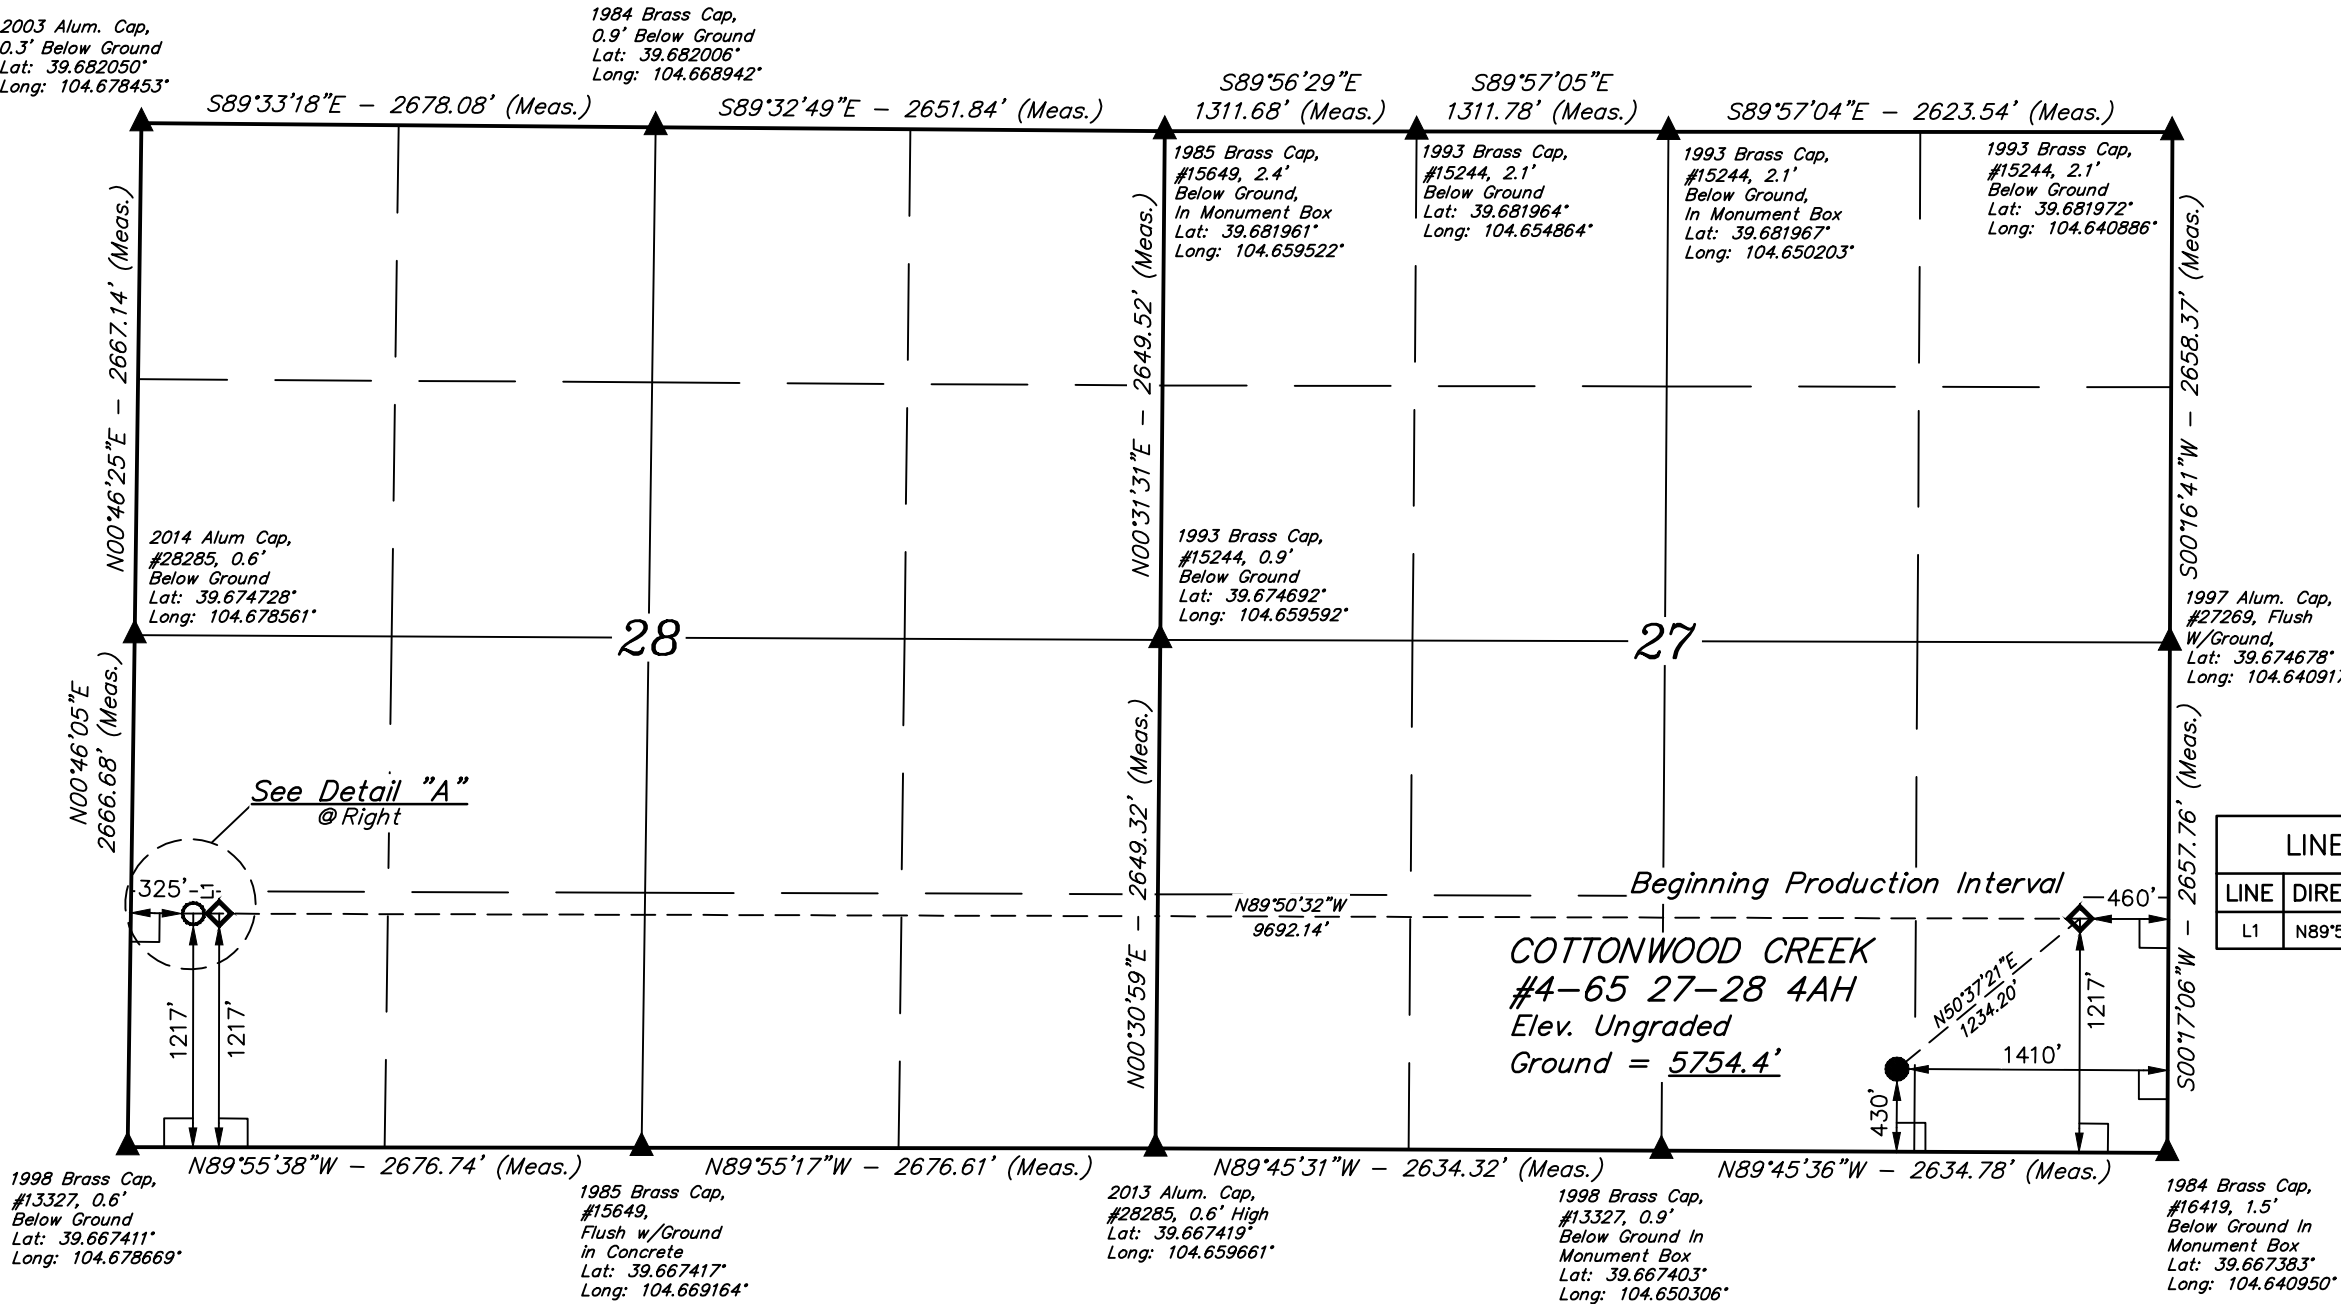 2003 Alum. Cap,
0.3' Below Ground
Lat: 39.682050°
Long: 104.678453°
1984 Brass Cap,
0.9' Below Ground
Lat: 39.682006°
Long: 104.668942°
S89°33'18"E - 2678.08' (Meas.)
S89°32'49"E - 2651.84' (Meas.)
S89°56'29"E
1311.68' (Meas.)
S89°57'05"E
1311.78' (Meas.)
S89°57'04"E - 2623.54' (Meas.)
1985 Brass Cap,
#15649, 2.4'
Below Ground,
In Monument Box
Lat: 39.681961°
Long: 104.659522°
1993 Brass Cap,
#15244, 2.1'
Below Ground
Lat: 39.681964°
Long: 104.654864°
1993 Brass Cap,
#15244, 2.1'
Below Ground,
In Monument Box
Lat: 39.681967°
Long: 104.650203°
1993 Brass Cap,
#15244, 2.1'
Below Ground
Lat: 39.681972°
Long: 104.640886°
N00°46'25"E - 2667.14' (Meas.)
N00°31'31"E - 2649.52' (Meas.)
S00°16'41"W - 2658.37' (Meas.)
2014 Alum Cap,
#28285, 0.6'
Below Ground
Lat: 39.674728°
Long: 104.678561°
1993 Brass Cap,
#15244, 0.9'
Below Ground
Lat: 39.674692°
Long: 104.659592°
1997 Alum. Cap,
#27269, Flush
W/Ground,
Lat: 39.674678°
Long: 104.640917
28
27
N00°46'05"E
2666.68' (Meas.)
N00°30'59"E - 2649.32' (Meas.)
S00°17'06"W - 2657.76' (Meas.)
See Detail "A"
@ Right
325'
L1
1217'
1217'
N89°50'32"W
9692.14'
Beginning Production Interval
460'
COTTONWOOD CREEK
#4-65 27-28 4AH
Elev. Ungraded
Ground = 5754.4'
N50°37'21"E
1234.20'
1217'
1410'
430'
LINE
LINE DIRE
L1 N89°5
N89°55'38"W - 2676.74' (Meas.)
N89°55'17"W - 2676.61' (Meas.)
N89°45'31"W - 2634.32' (Meas.)
N89°45'36"W - 2634.78' (Meas.)
1998 Brass Cap,
#13327, 0.6'
Below Ground
Lat: 39.667411°
Long: 104.678669°
1985 Brass Cap,
#15649,
Flush w/Ground
in Concrete
Lat: 39.667417°
Long: 104.669164°
2013 Alum. Cap,
#28285, 0.6' High
Lat: 39.667419°
Long: 104.659661°
1998 Brass Cap,
#13327, 0.9'
Below Ground In
Monument Box
Lat: 39.667403°
Long: 104.650306°
1984 Brass Cap,
#16419, 1.5'
Below Ground In
Monument Box
Lat: 39.667383°
Long: 104.640950°